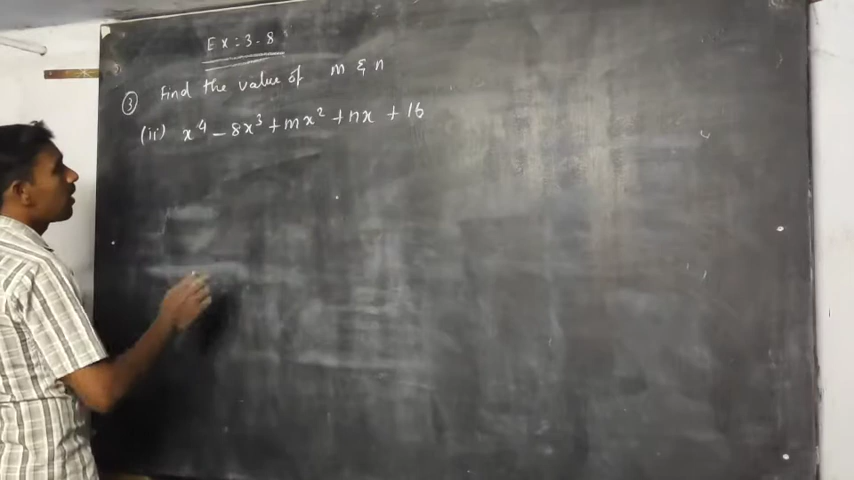 Ex: 3.8
③ Find the value of m & n
(ii) x⁴ - 8x³ + mx² + nx + 16